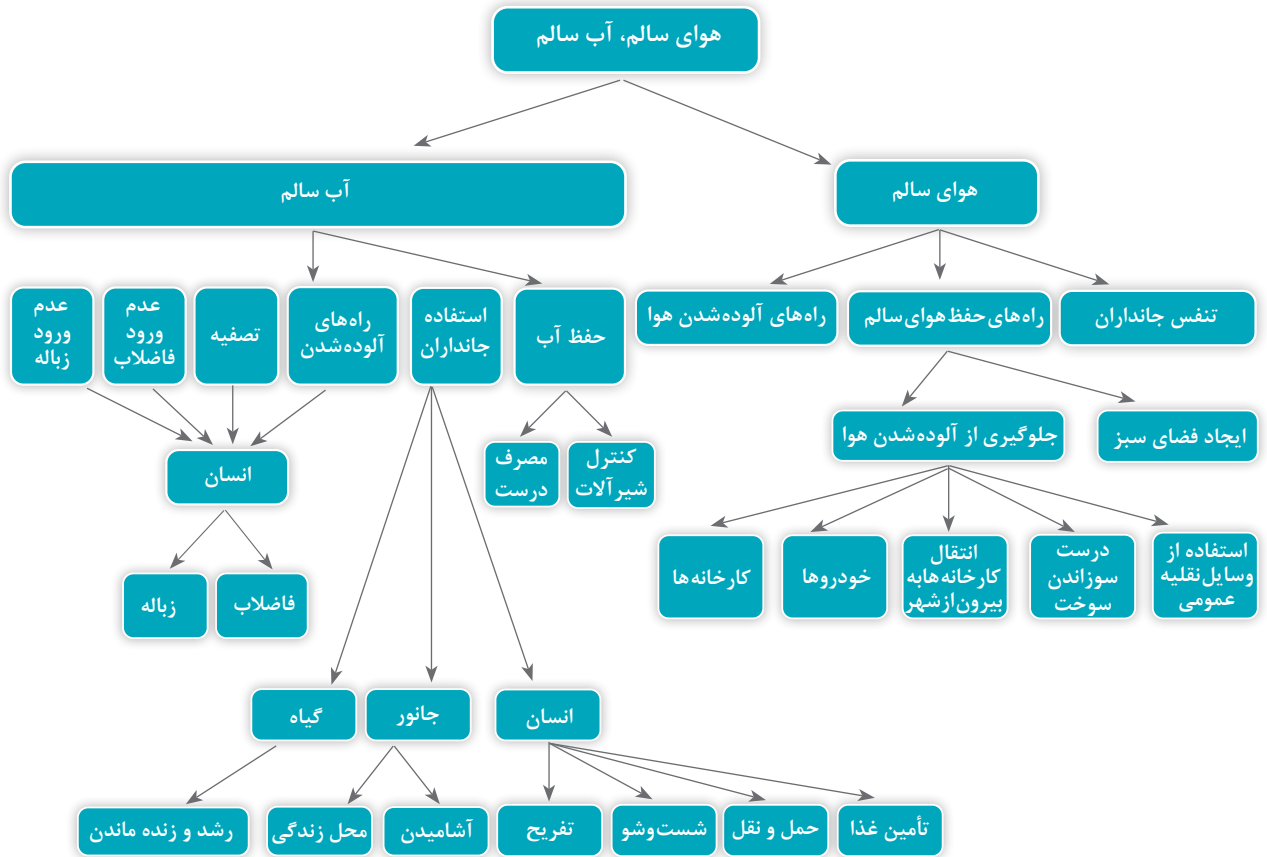 هوای سالم، آب سالم
هوای سالم
آب سالم
تنفس جانداران
راه‌های حفظ هوای سالم
راه‌های آلوده‌شدن هوا
حفظ آب
استفاده
جانداران
راه‌های
آلوده‌شدن
تصفیه
عدم
ورود
فاضلاب
عدم
ورود
زباله
ایجاد فضای سبز
جلوگیری از آلوده‌شدن هوا
کنترل
شیرآلات
مصرف
درست
انسان
استفاده از
وسایل نقلیه
عمومی
درست
سوزاندن
سوخت
انتقال
کارخانه‌ها به
بیرون از شهر
خودروها
کارخانه‌ها
فاضلاب
زباله
انسان
جانور
گیاه
تأمین غذا
حمل و نقل
شست‌وشو
تفریح
آشامیدن
محل زندگی
رشد و زنده ماندن